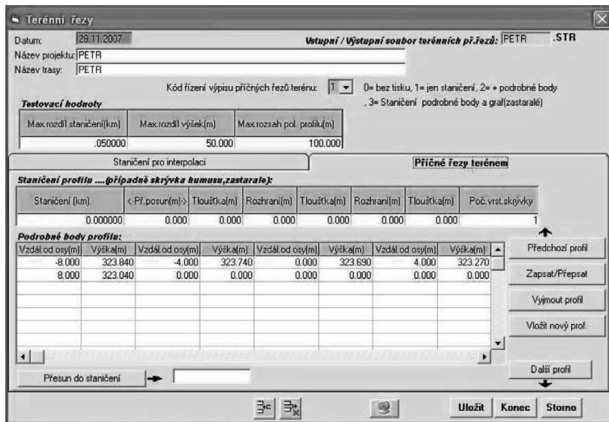 Terénní řezy
Datum: 28.11.2007 Vstupní / Výstupní soubor terénních př.řezů: PETR .STR
Název projektu: PETR
Název trasy: PETR
Kód řízení výpisu příčných řezů terénu: 1 0= bez tisku, 1= jen staničení, 2= + podrobné body
, 3= Staničení podrobné body a graf(zastaralé)
Testovací hodnoty
Max.rozdíl staničení(km) Max.rozdíl výšek(m) Max.rozsah pol. profilu(m)
.050000 50.000 100.000
Staničení pro interpolaci Příčné řezy terénem
Staničení profilu ....(případně skrývka humusu,zastarale):
Staničení (km) <-Př.posun(m)-> Tloušťka(m) Rozhraní(m) Tloušťka(m) Rozhraní(m) Tloušťka(m) Poč.vrst.skrývky
0.000000 0.000 0.000 0.000 0.000 0.000 0.000 1
Podrobné body profilu:
Vzdál.od osy(m) Výška(m) Vzdál.od osy(m) Výška(m) Vzdál.od osy(m) Výška(m) Vzdál.od osy(m) Výška(m)
-8.000 323.840 -4.000 323.740 0.000 323.690 4.000 323.270
8.000 323.040 0.000 0.000 0.000 0.000 0.000 0.000
Předchozí profil
Zapsat/Přepsat
Vyjmout profil
Vložit nový prof.
Další profil
Přesun do staničení
Uložit Konec Storno